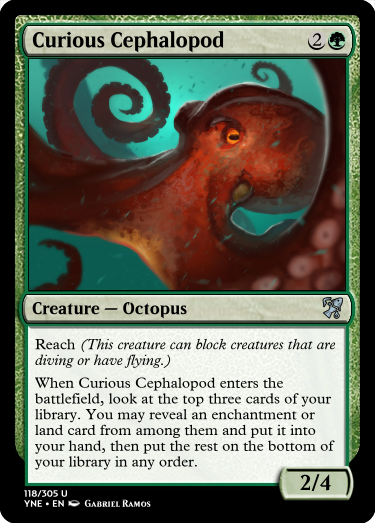 Curious Cephalopod 2
Creature — Octopus
Reach (This creature can block creatures that are
diving or have flying.)
When Curious Cephalopod enters the
battlefield, look at the top three cards of your
library. You may reveal an enchantment or
land card from among them and put it into
your hand, then put the rest on the bottom of
your library in any order.
2/4
118/305 U
YNE • EN Gabriel Ramos